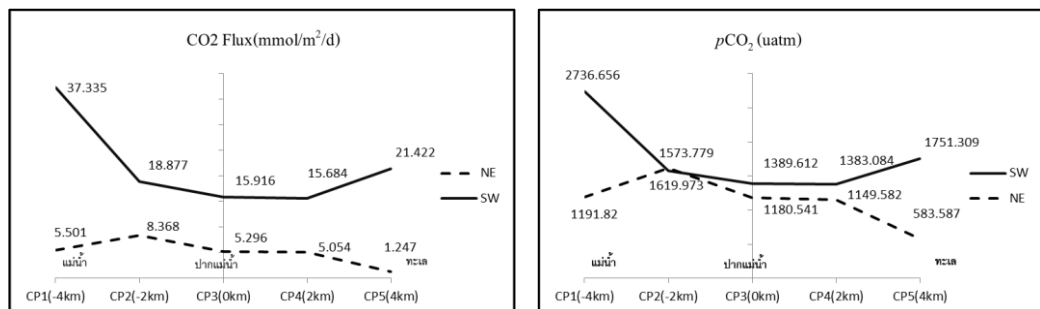 CO2 Flux(mmol/m²/d)
37.335
18.877
15.916
15.684
21.422
5.501
8.368
5.296
5.054
1.247
แม่น้ำ
ปากแม่น้ำ
ทะเล
CP1(-4km) CP2(-2km) CP3(0km) CP4(2km) CP5(4km)
NE
SW
pCO₂ (uatm)
2736.656
1573.779
1389.612
1383.084
1751.309
1191.82
1619.973
1180.541
1149.582
583.587
แม่น้ำ
ปากแม่น้ำ
ทะเล
CP1(-4km) CP2(-2km) CP3(0km) CP4(2km) CP5(4km)
SW
NE